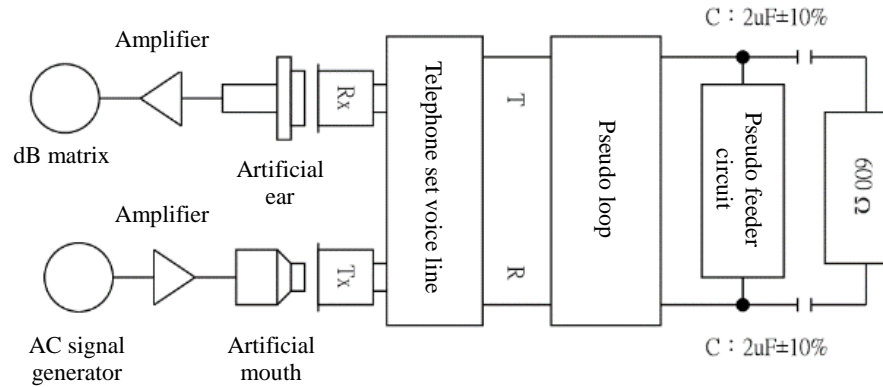 C：2uF±10%
Amplifier
dB matrix
Artificial
ear
Rx
Telephone set voice line
T
R
Pseudo loop
Pseudo feeder
circuit
600 Ω
Amplifier
AC signal
generator
Artificial
mouth
Tx
C：2uF±10%